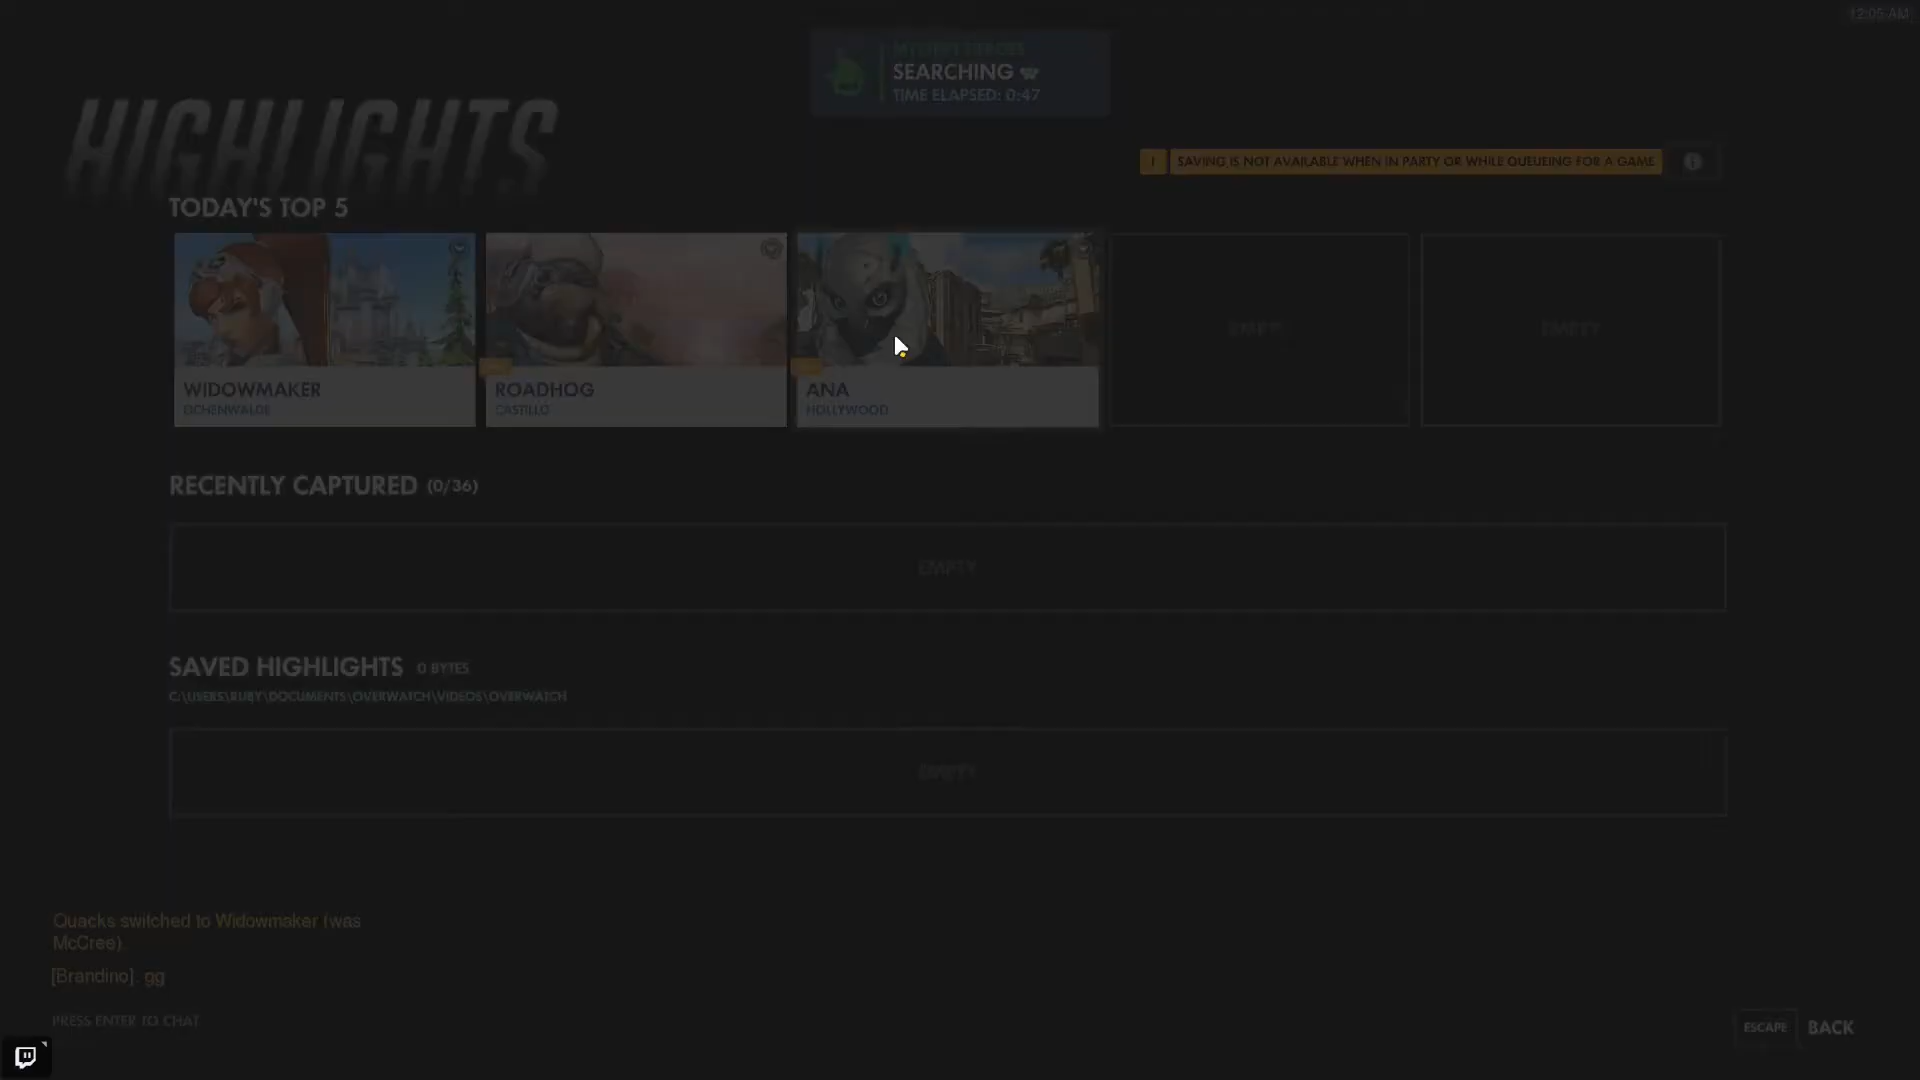 12:05 AM
MYSTERY HEROES
SEARCHING
TIME ELAPSED: 0:47
HIGHLIGHTS
! SAVING IS NOT AVAILABLE WHEN IN PARTY OR WHILE QUEUEING FOR A GAME
TODAY'S TOP 5
WIDOWMAKER
EICHENWALDE
ROADHOG
CASTILLO
ANA
HOLLYWOOD
EMPTY
EMPTY
RECENTLY CAPTURED (0/36)
EMPTY
SAVED HIGHLIGHTS 0 BYTES
C:\USERS\RUBY\DOCUMENTS\OVERWATCH\VIDEOS\OVERWATCH
EMPTY
Quacks switched to Widowmaker (was
McCree)
[Brandino]: gg
PRESS ENTER TO CHAT
ESCAPE BACK